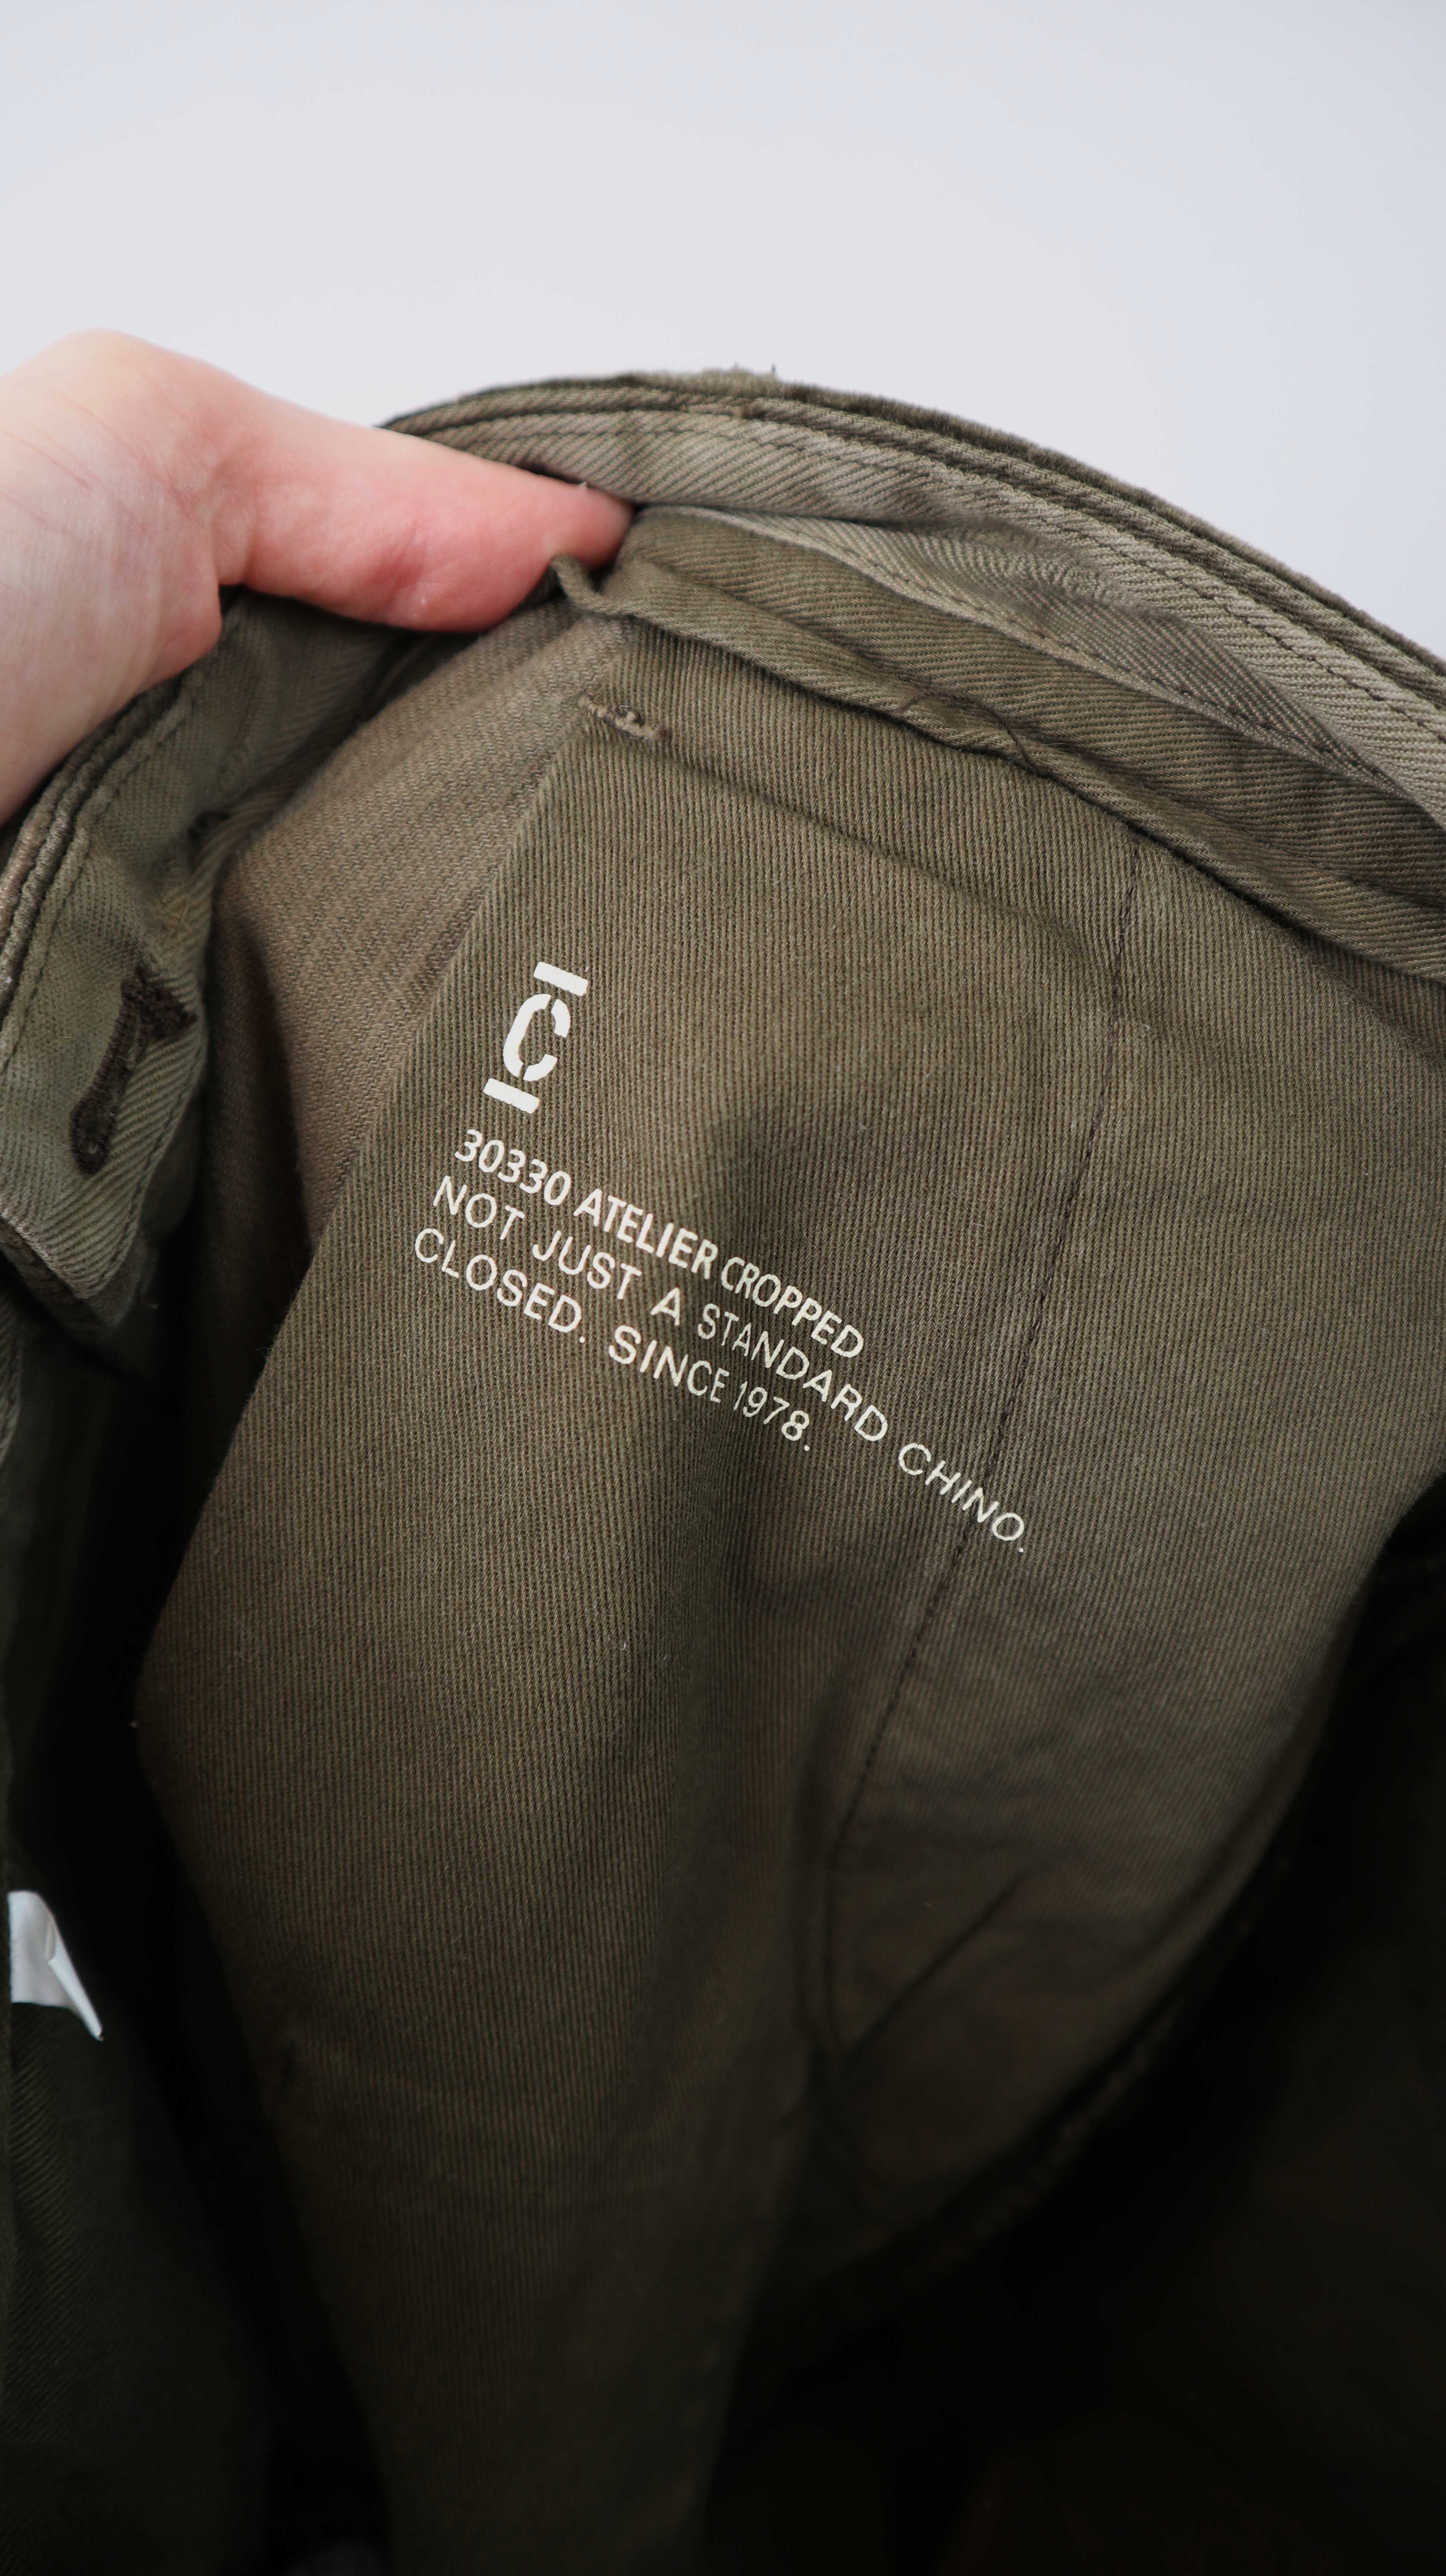 C
30330 ATELIER CROPPED
NOT JUST A STANDARD CHINO.
CLOSED. SINCE 1978.